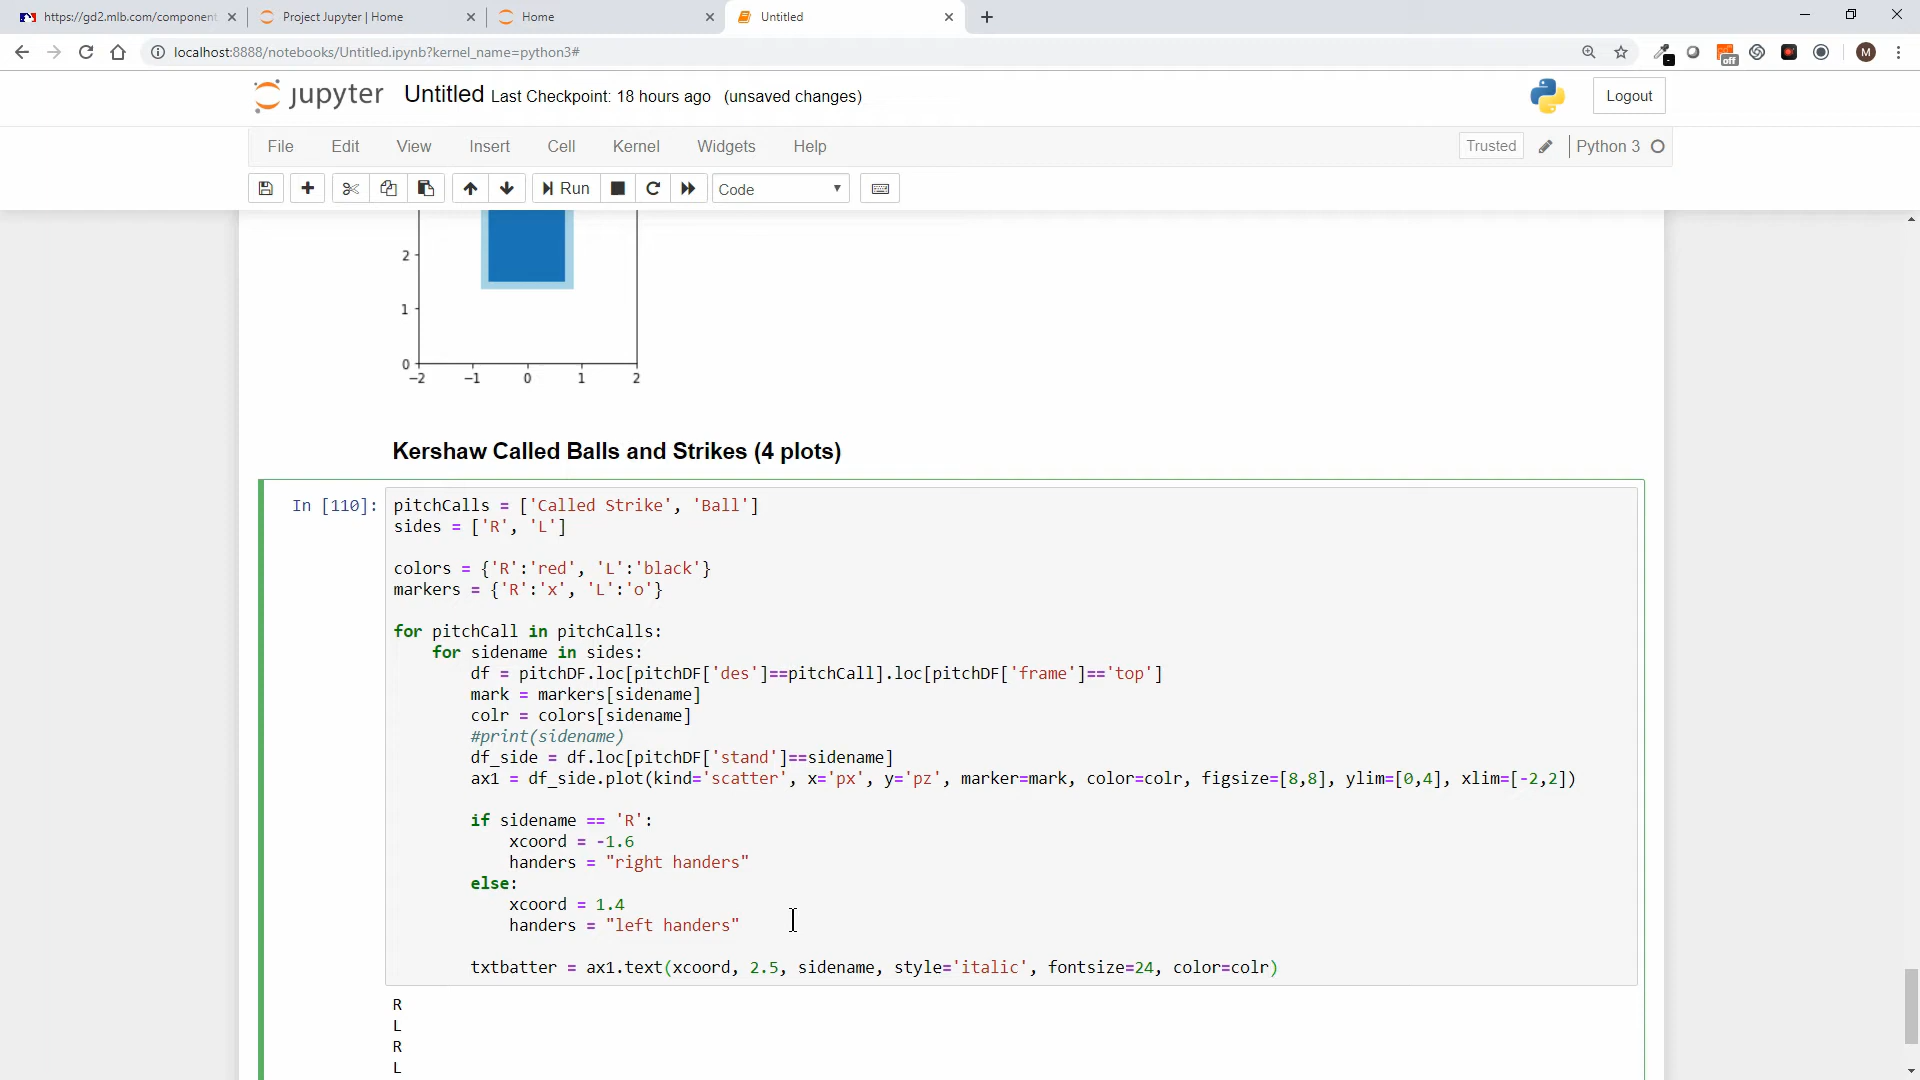 https://gd2.mlb.com/component
Project Jupyter | Home
Home
Untitled
localhost:8888/notebooks/Untitled.ipynb?kernel_name=python3#
off
M
jupyter
Untitled Last Checkpoint: 18 hours ago (unsaved changes)
Logout
File Edit View Insert Cell Kernel Widgets Help
Trusted
Python 3
Run
Code
2
1
0
−2 −1 0 1 2
Kershaw Called Balls and Strikes (4 plots)
In [110]:
pitchCalls = ['Called Strike', 'Ball']
sides = ['R', 'L']
colors = {'R':'red', 'L':'black'}
markers = {'R':'x', 'L':'o'}
for pitchCall in pitchCalls:
    for sidename in sides:
        df = pitchDF.loc[pitchDF['des']==pitchCall].loc[pitchDF['frame']=='top']
        mark = markers[sidename]
        colr = colors[sidename]
        #print(sidename)
        df_side = df.loc[pitchDF['stand']==sidename]
        ax1 = df_side.plot(kind='scatter', x='px', y='pz', marker=mark, color=colr, figsize=[8,8], ylim=[0,4], xlim=[-2,2])
        if sidename == 'R':
            xcoord = -1.6
            handers = "right handers"
        else:
            xcoord = 1.4
            handers = "left handers"
        txtbatter = ax1.text(xcoord, 2.5, sidename, style='italic', fontsize=24, color=colr)
R
L
R
L